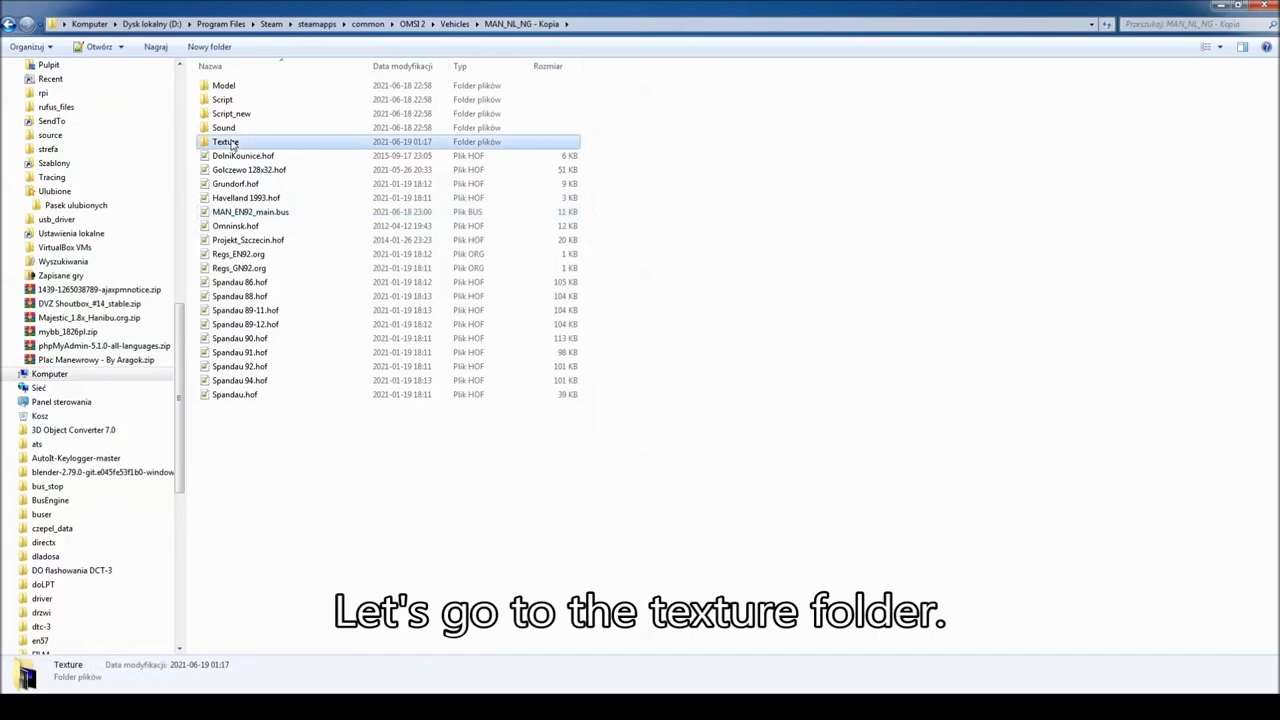 Komputer ▸ Dysk lokalny (D:) ▸ Program Files ▸ Steam ▸ steamapps ▸ common ▸ OMSI 2 ▸ Vehicles ▸ MAN_NL_NG - Kopia ▸ Przeszukaj: MAN_NL_NG - Kopia
Organizuj Otwórz Nagraj Nowy folder
Pulpit
Recent
rpi
rufus_files
SendTo
source
strefa
Szablony
Tracing
Ulubione
Pasek ulubionych
usb_driver
Ustawienia lokalne
VirtualBox VMs
Wyszukiwania
Zapisane gry
1439-1265038789-ajaxpmnotice.zip
DVZ Shoutbox_#14_stable.zip
Majestic_1.8x_Hanibu.org.zip
mybb_1826pl.zip
phpMyAdmin-5.1.0-all-languages.zip
Plac Manewrowy - By Aragok.zip
Komputer
Sieć
Panel sterowania
Kosz
3D Object Converter 7.0
ats
AutoIt-Keylogger-master
blender-2.79.0-git.e045fe53f1b0-window
bus_stop
BusEngine
buser
czepel_data
directx
dladosa
DO flashowania DCT-3
doLPT
driver
drzwi
dtc-3
en57
FILM
Nazwa Data modyfikacji Typ Rozmiar
Model 2021-06-18 22:58 Folder plików
Script 2021-06-18 22:58 Folder plików
Script_new 2021-06-18 22:58 Folder plików
Sound 2021-06-18 22:58 Folder plików
Texture 2021-06-19 01:17 Folder plików
DolniKounice.hof 2015-09-17 23:05 Plik HOF 6 KB
Golczewo 128x32.hof 2021-05-26 20:33 Plik HOF 51 KB
Grundorf.hof 2021-01-19 18:12 Plik HOF 9 KB
Havelland 1993.hof 2021-01-19 18:11 Plik HOF 3 KB
MAN_EN92_main.bus 2021-06-18 23:00 Plik BUS 11 KB
Omninsk.hof 2012-04-12 19:43 Plik HOF 12 KB
Projekt_Szczecin.hof 2014-01-26 23:23 Plik HOF 20 KB
Regs_EN92.org 2021-01-19 18:12 Plik ORG 1 KB
Regs_GN92.org 2021-01-19 18:11 Plik ORG 1 KB
Spandau 86.hof 2021-01-19 18:12 Plik HOF 105 KB
Spandau 88.hof 2021-01-19 18:13 Plik HOF 104 KB
Spandau 89-11.hof 2021-01-19 18:13 Plik HOF 104 KB
Spandau 89-12.hof 2021-01-19 18:12 Plik HOF 104 KB
Spandau 90.hof 2021-01-19 18:11 Plik HOF 113 KB
Spandau 91.hof 2021-01-19 18:11 Plik HOF 98 KB
Spandau 92.hof 2021-01-19 18:11 Plik HOF 101 KB
Spandau 94.hof 2021-01-19 18:13 Plik HOF 101 KB
Spandau.hof 2021-01-19 18:11 Plik HOF 39 KB
Let's go to the texture folder.
Texture Data modyfikacji: 2021-06-19 01:17
Folder plików